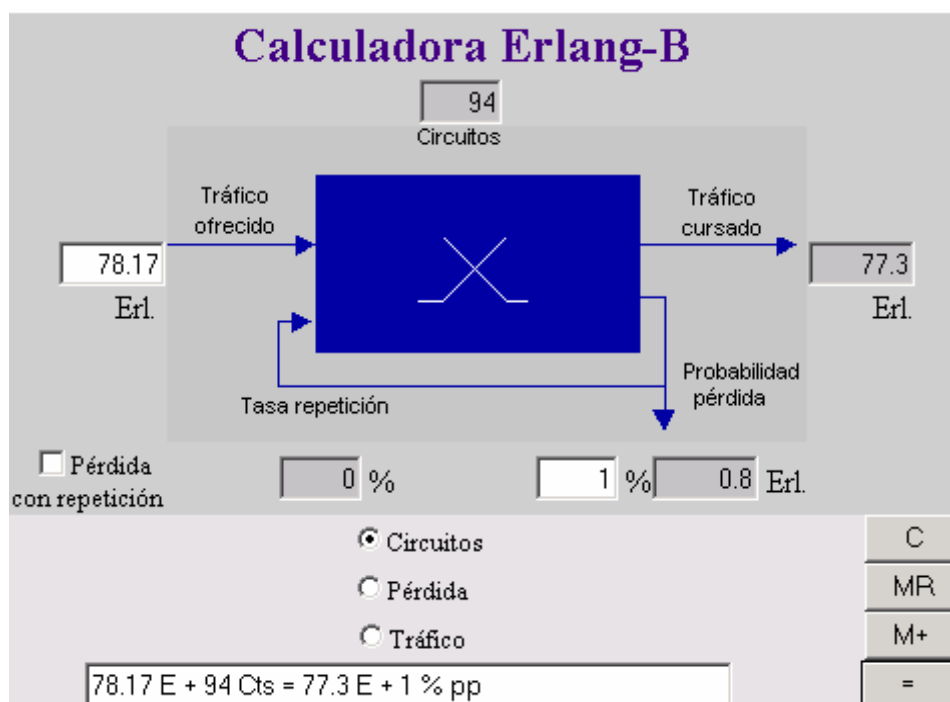 Calculadora Erlang-B
94
Circuitos
Tráfico
ofrecido
Tráfico
cursado
78.17
Erl.
77.3
Erl.
Tasa repetición
Probabilidad
pérdida
Pérdida
con repetición
0 %
1 % 0.8 Erl.
Circuitos
Pérdida
Tráfico
C
MR
M+
=
78.17 E + 94 Cts = 77.3 E + 1 % pp